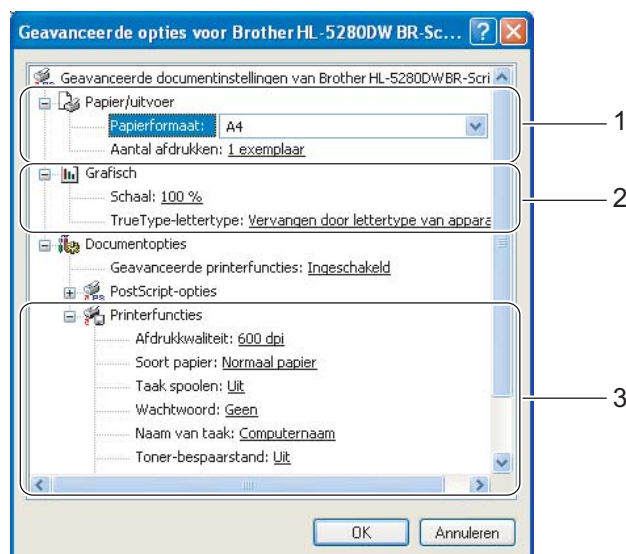 Geavanceerde opties voor Brother HL-5280DW BR-Sc...
Geavanceerde documentinstellingen van Brother HL-5280DWBR-Scri
Papier/uitvoer
1
Papierformaat: A4
Aantal afdrukken: 1 exemplaar
Grafisch
2
Schaal: 100 %
TrueType-lettertype: Vervangen door lettertype van appara
Documentopties
Geavanceerde printerfuncties: Ingeschakeld
PostScript-opties
Printerfuncties
Afdrukkwaliteit: 600 dpi
Soort papier: Normaal papier
Taak spoolen: Uit
3
Wachtwoord: Geen
Naam van taak: Computernaam
Toner-bespaarstand: Uit
OK Annuleren